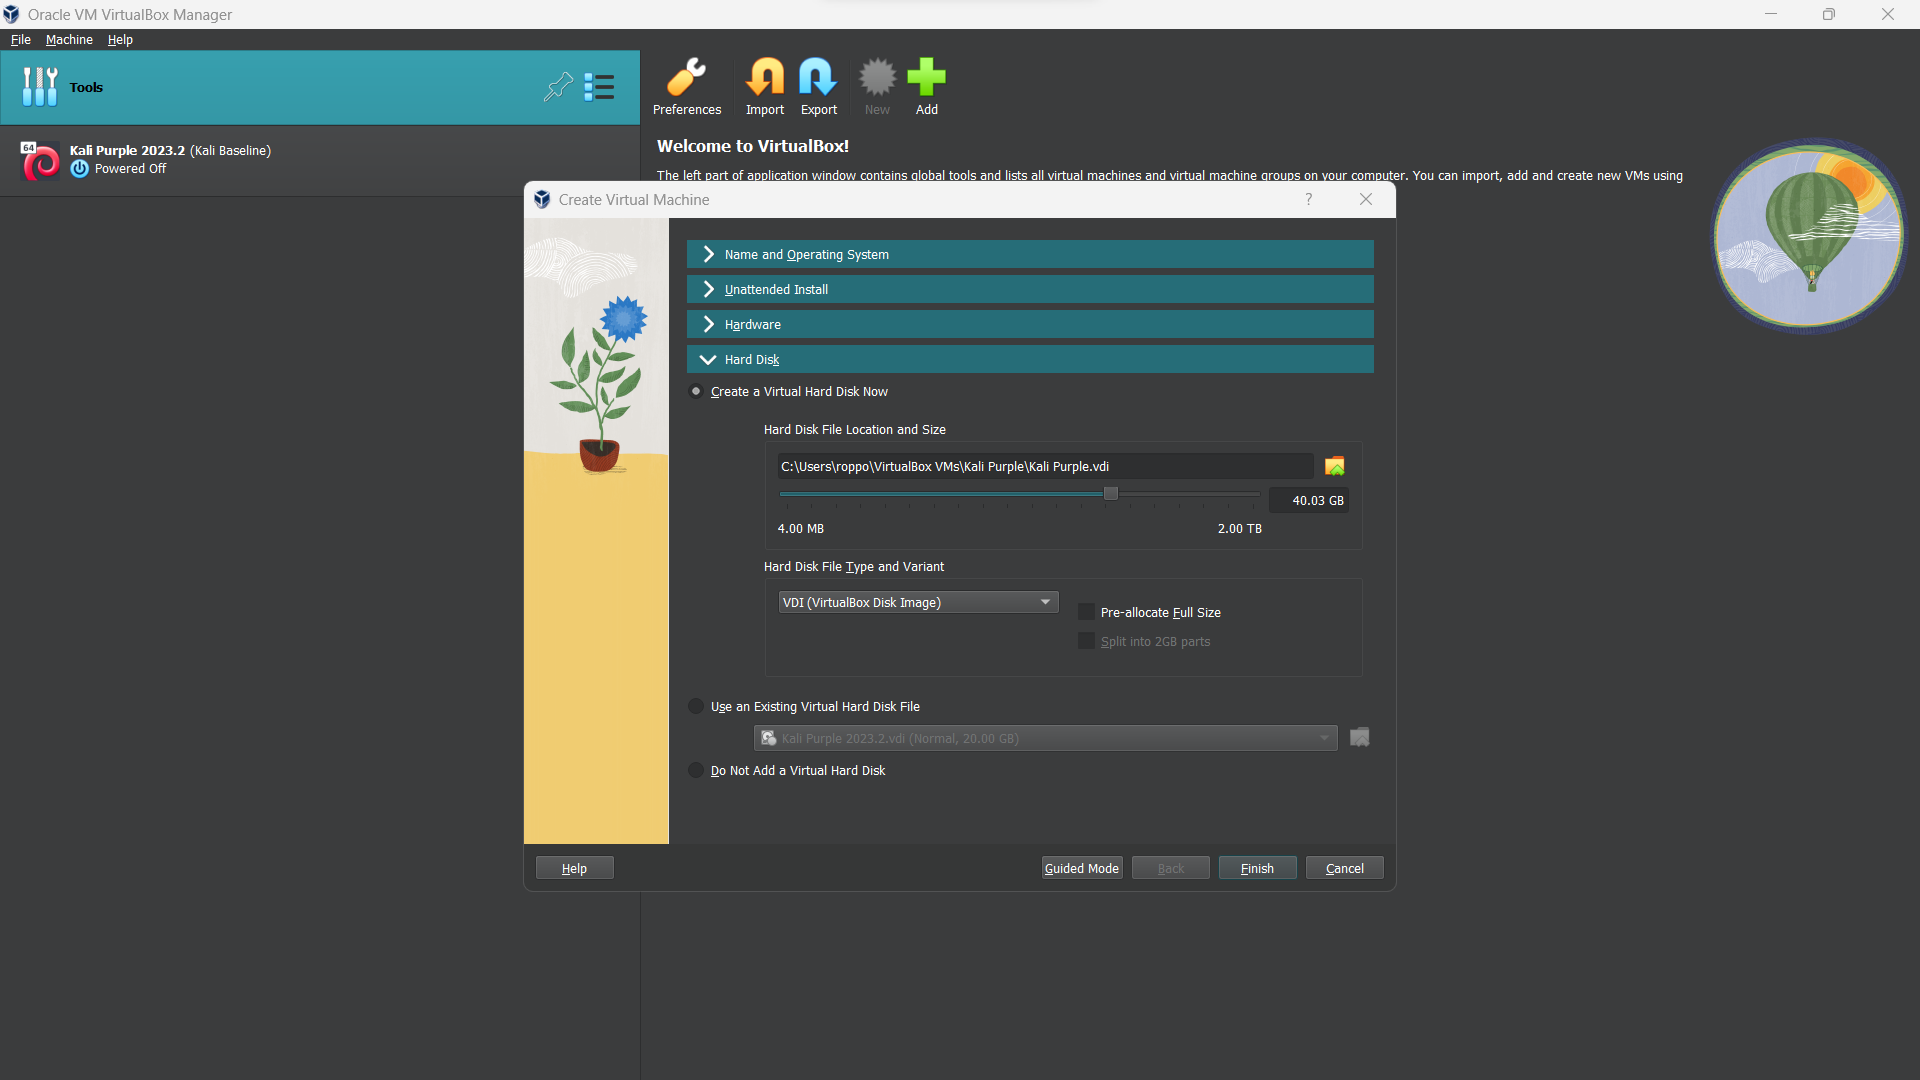 Oracle VM VirtualBox Manager
File Machine Help
Tools
Preferences Import Export New Add
64
Kali Purple 2023.2 (Kali Baseline)
Powered Off
Welcome to VirtualBox!
The left part of application window contains global tools and lists all virtual machines and virtual machine groups on your computer. You can import, add and create new VMs using
Create Virtual Machine
Name and Operating System
Unattended Install
Hardware
Hard Disk
Create a Virtual Hard Disk Now
Hard Disk File Location and Size
C:\Users\roppo\VirtualBox VMs\Kali Purple\Kali Purple.vdi
40.03 GB
4.00 MB 2.00 TB
Hard Disk File Type and Variant
VDI (VirtualBox Disk Image)
Pre-allocate Full Size
Split into 2GB parts
Use an Existing Virtual Hard Disk File
Kali Purple 2023.2.vdi (Normal, 20.00 GB)
Do Not Add a Virtual Hard Disk
Help Guided Mode Back Finish Cancel